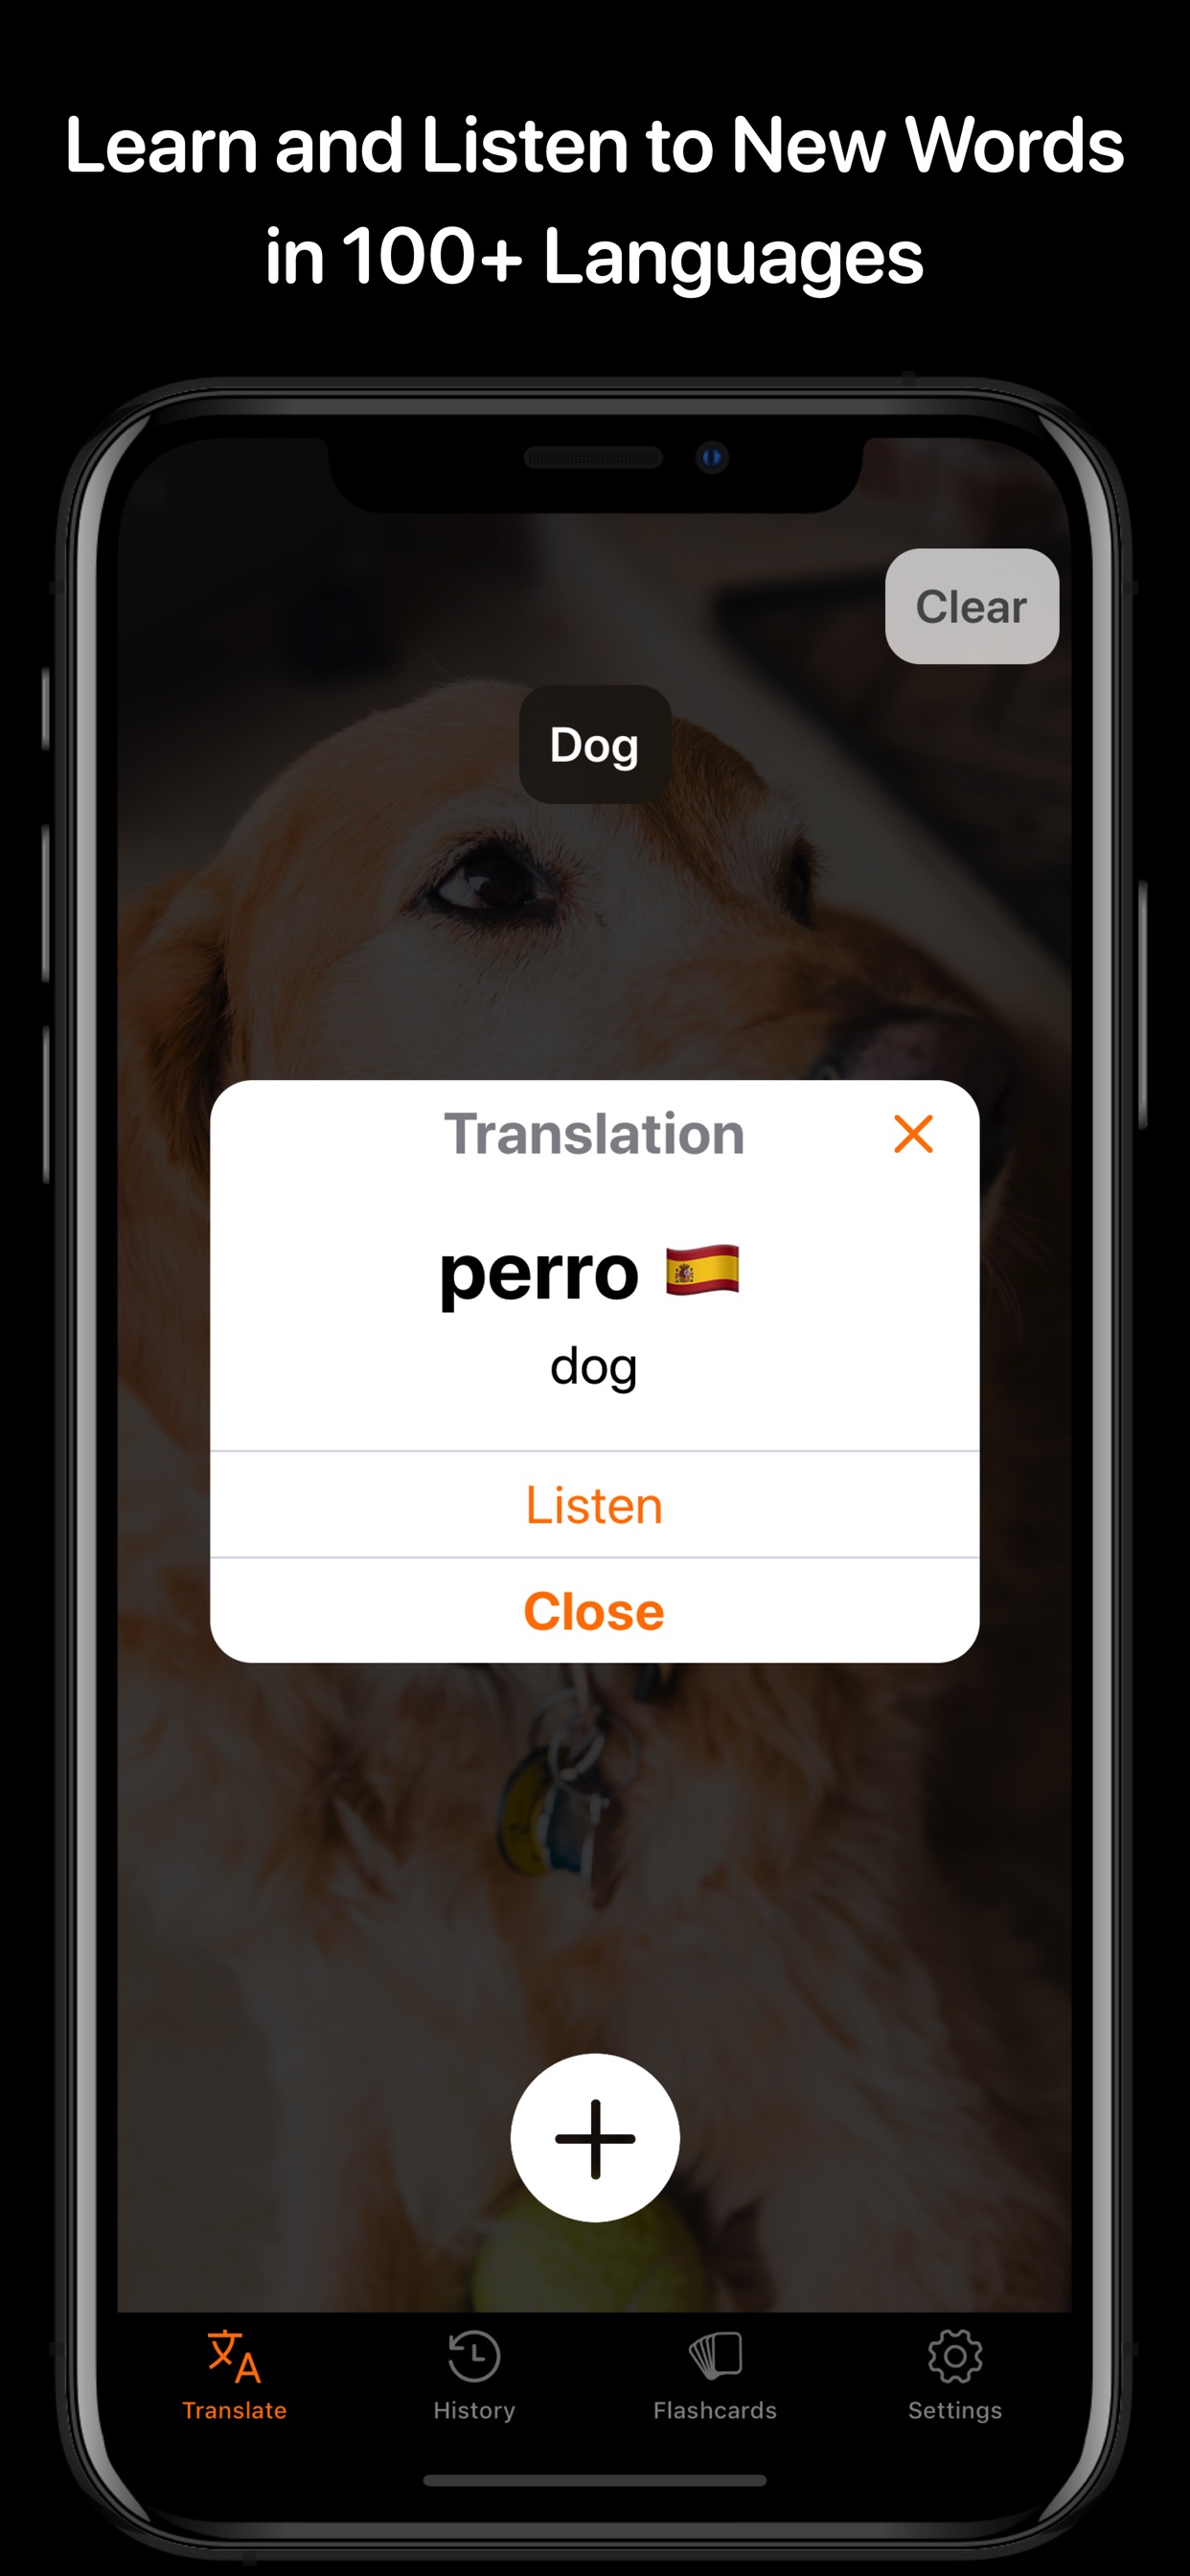 Learn and Listen to New Words
in 100+ Languages
Clear
Dog
Translation
perro 🇪🇸
dog
Listen
Close
Translate
History
Flashcards
Settings